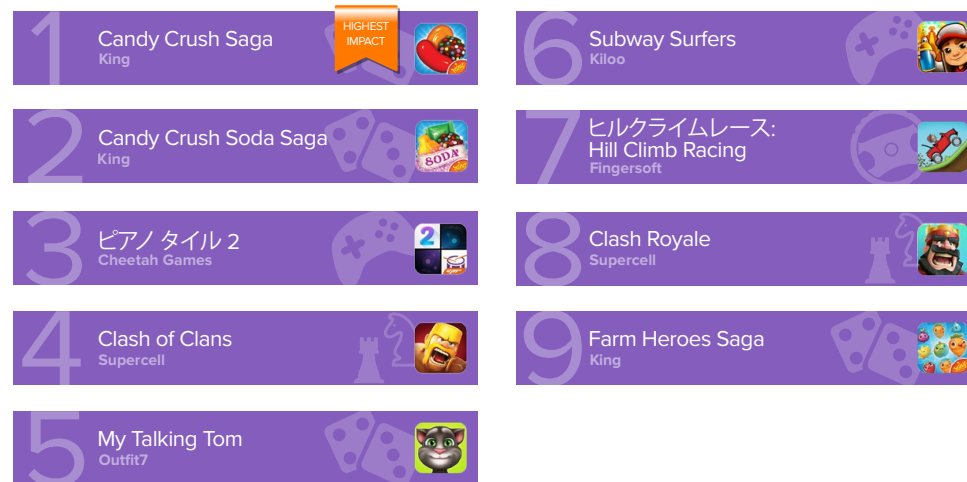 1
Candy Crush Saga
King
HIGHEST
IMPACT
2
Candy Crush Soda Saga
King
SODA
3
ピアノ タイル 2
Cheetah Games
2
4
Clash of Clans
Supercell
5
My Talking Tom
Outfit7
6
Subway Surfers
Kiloo
7
ヒルクライムレース:
Hill Climb Racing
Fingersoft
8
Clash Royale
Supercell
9
Farm Heroes Saga
King